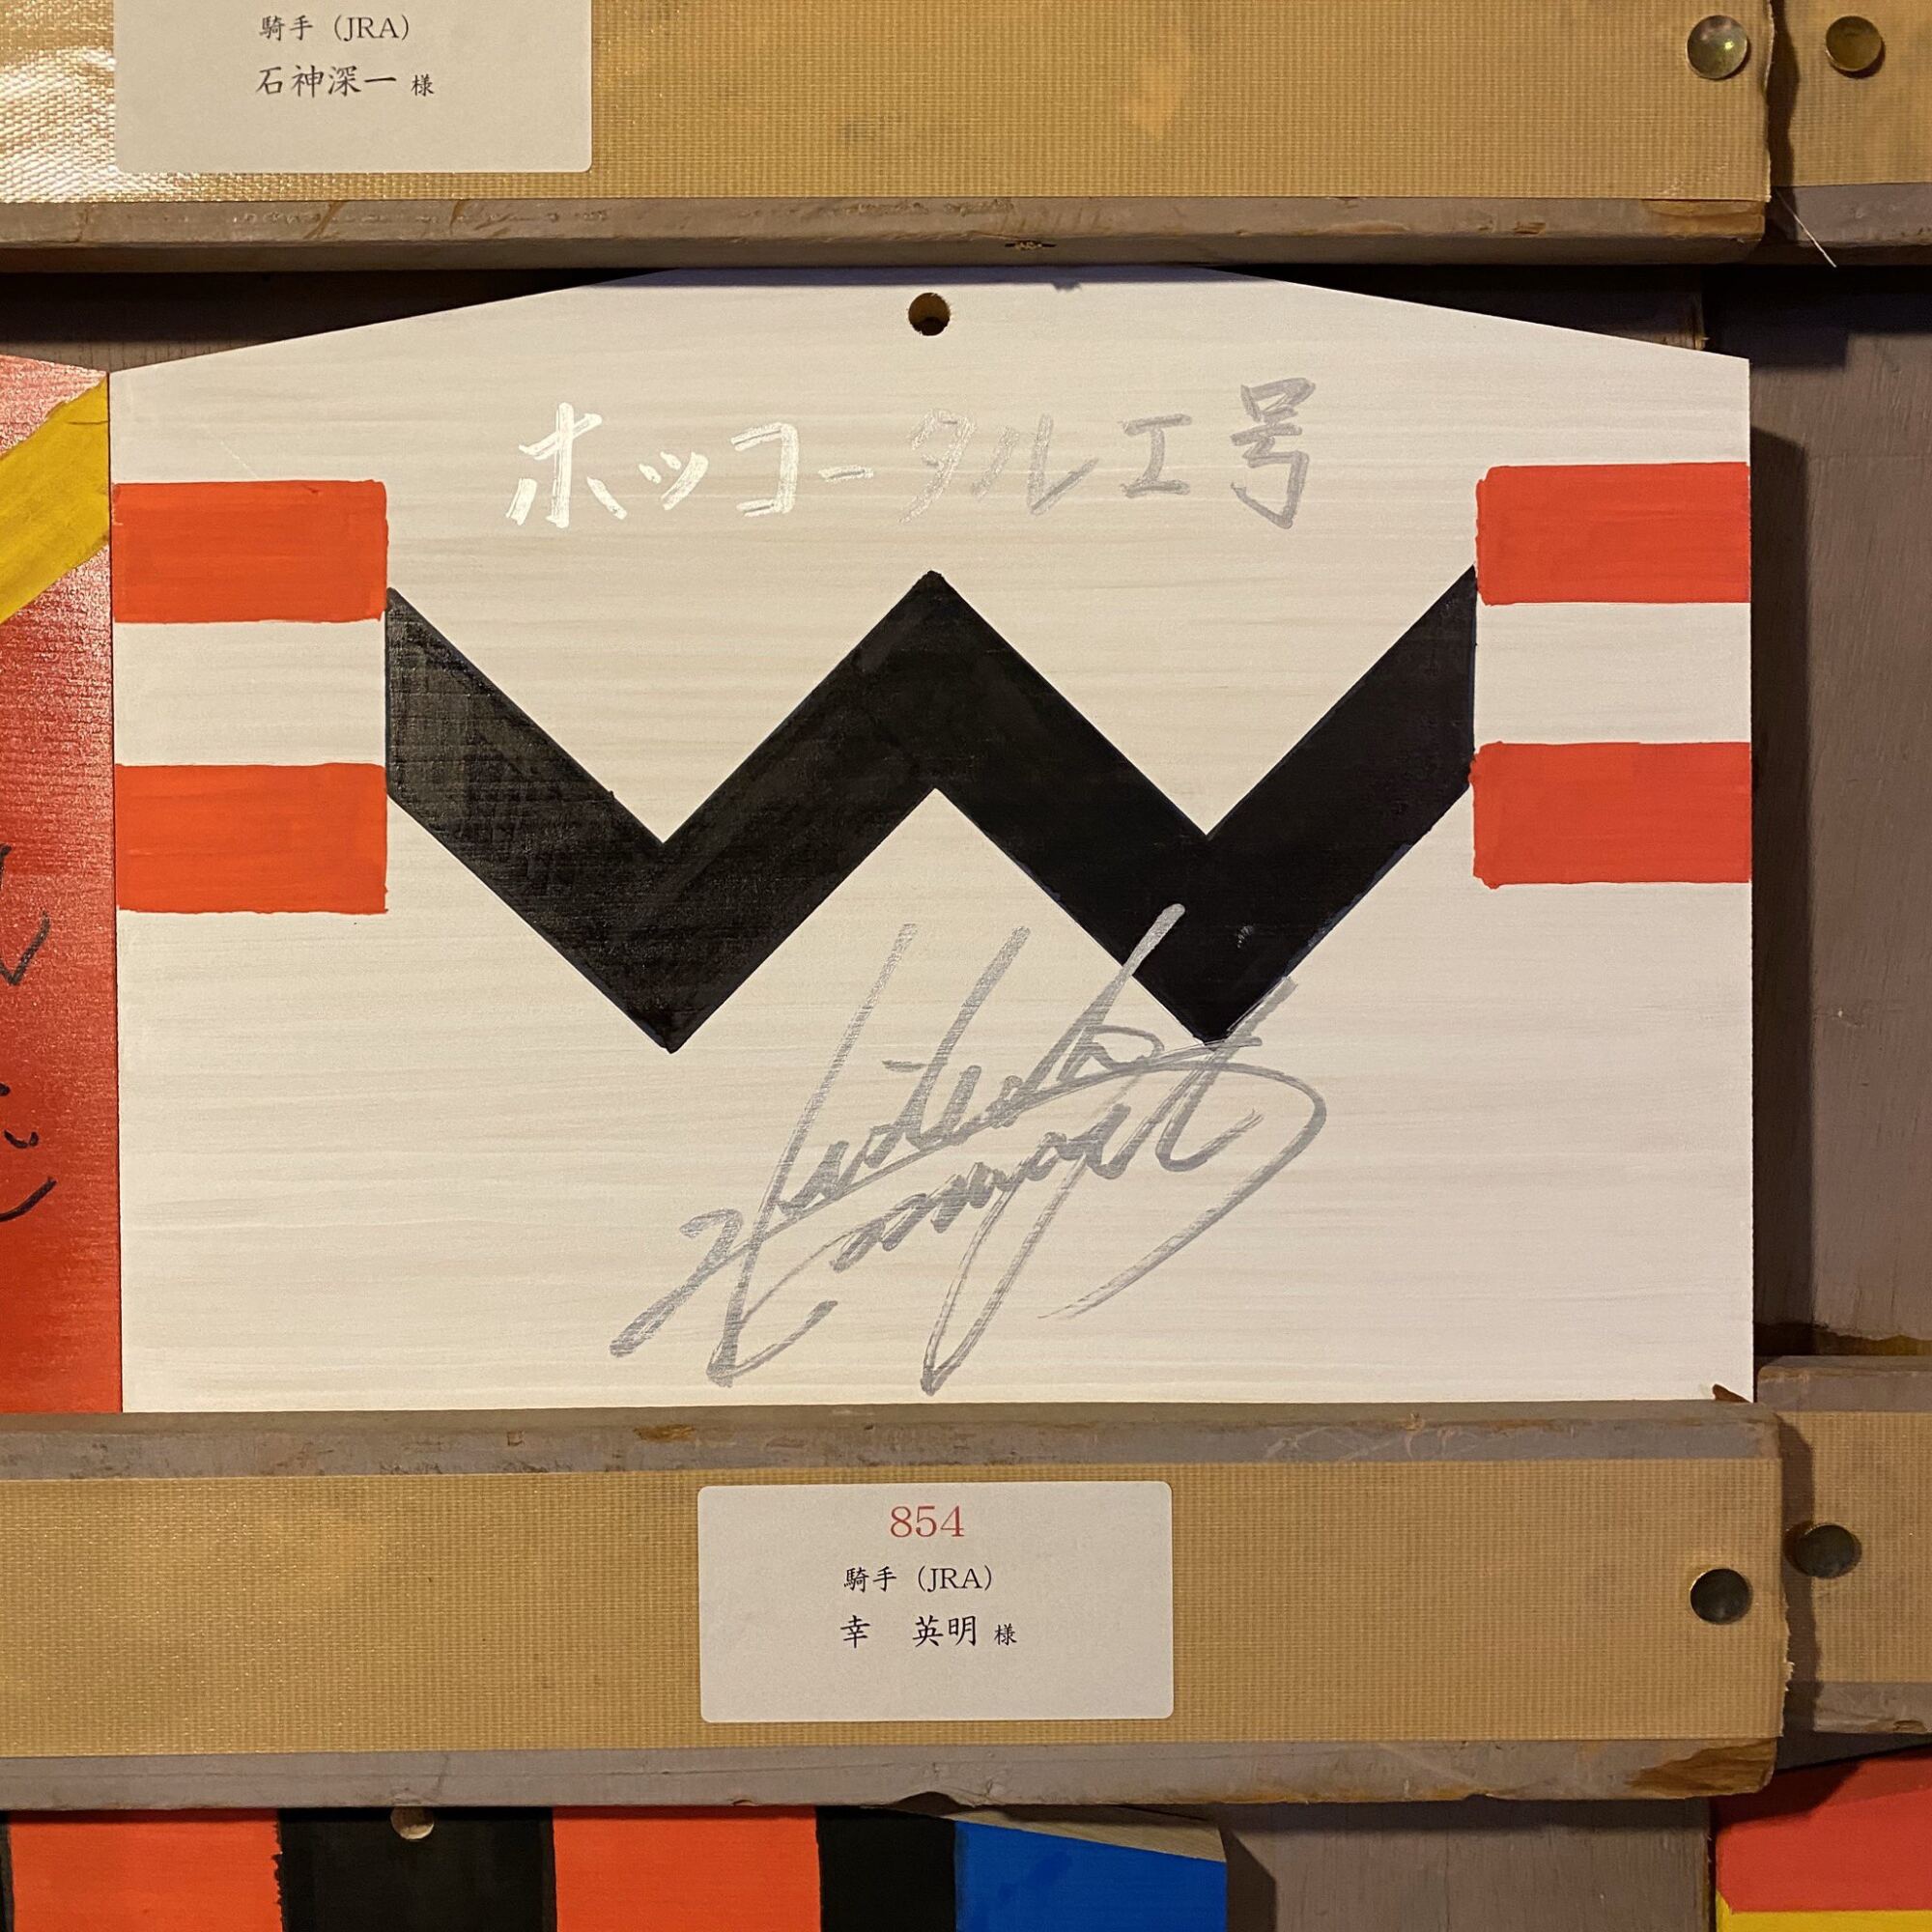 騎手（JRA）
石神深一 様
ホッコータルエ号
854
騎手（JRA）
幸　英明 様